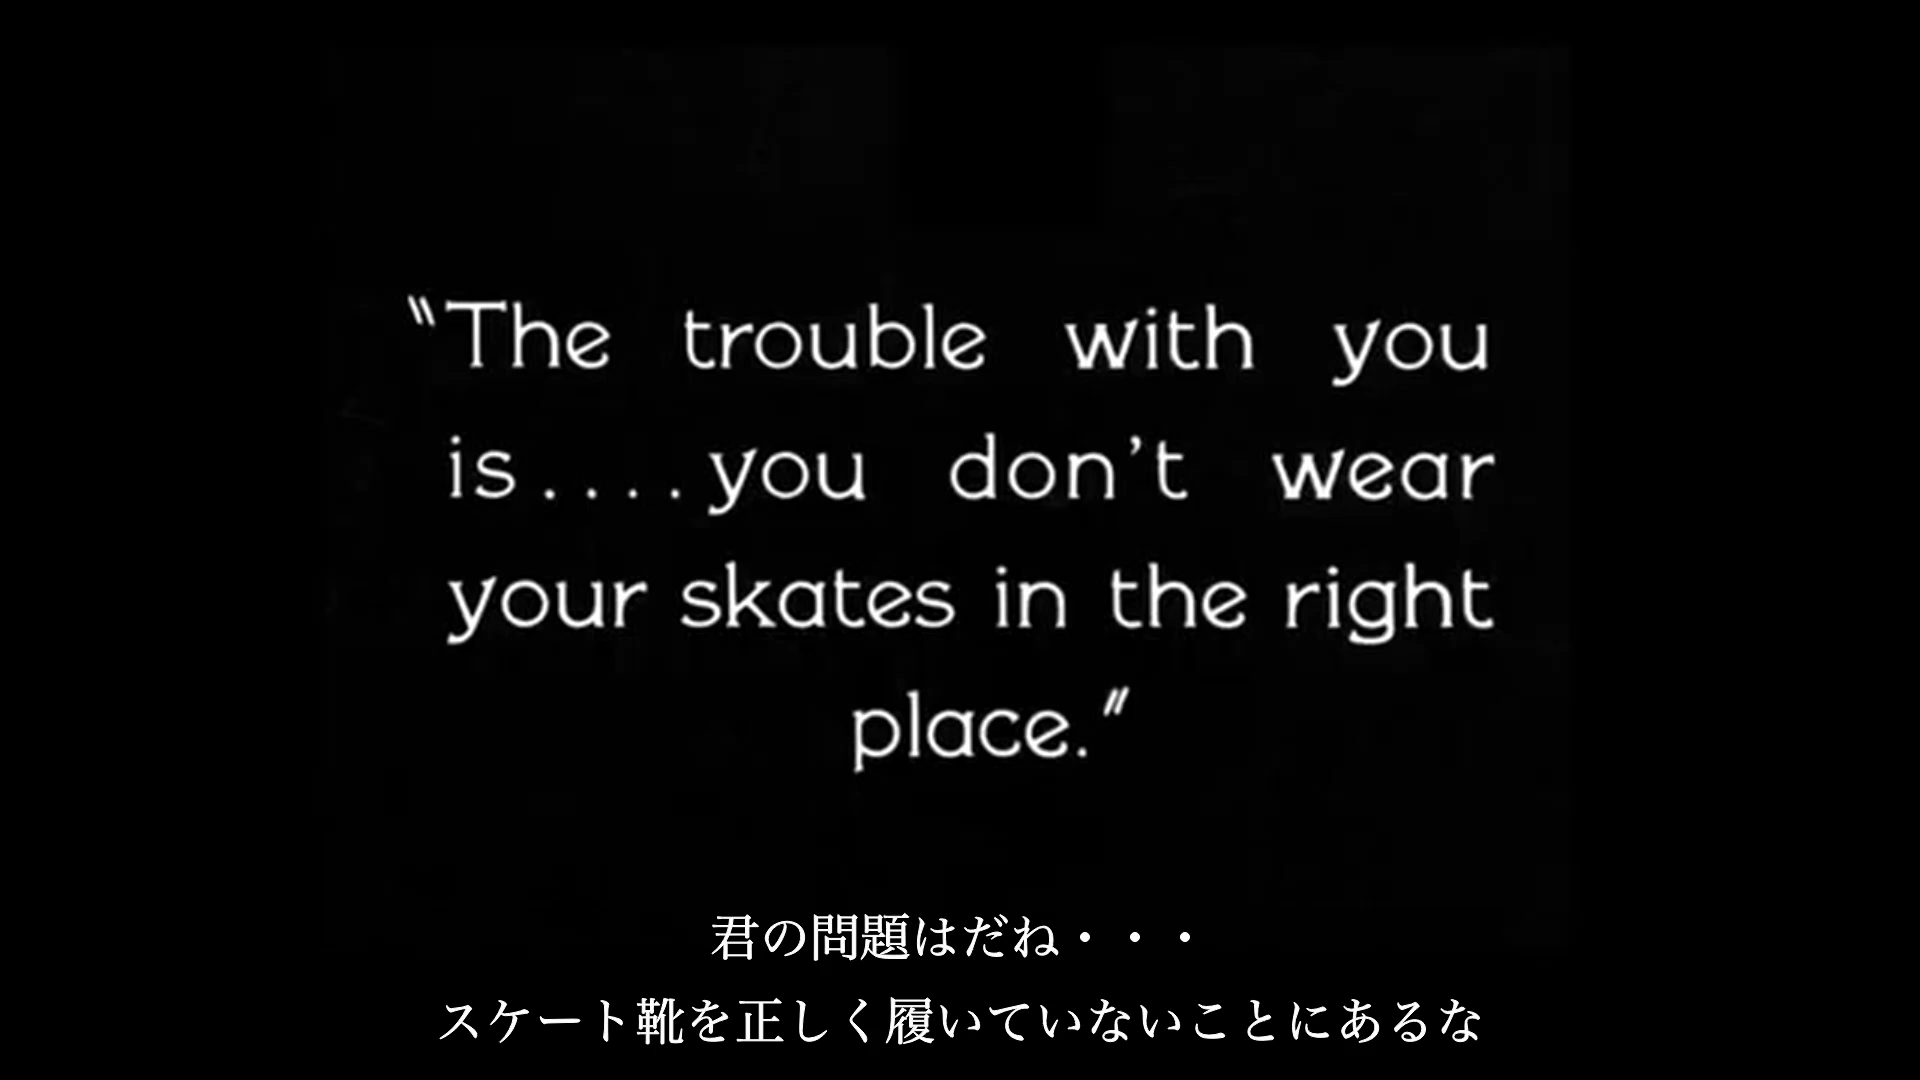 "The trouble with you
is....you don't wear
your skates in the right
place."
君の問題はだね・・・
スケート靴を正しく履いていないことにあるな